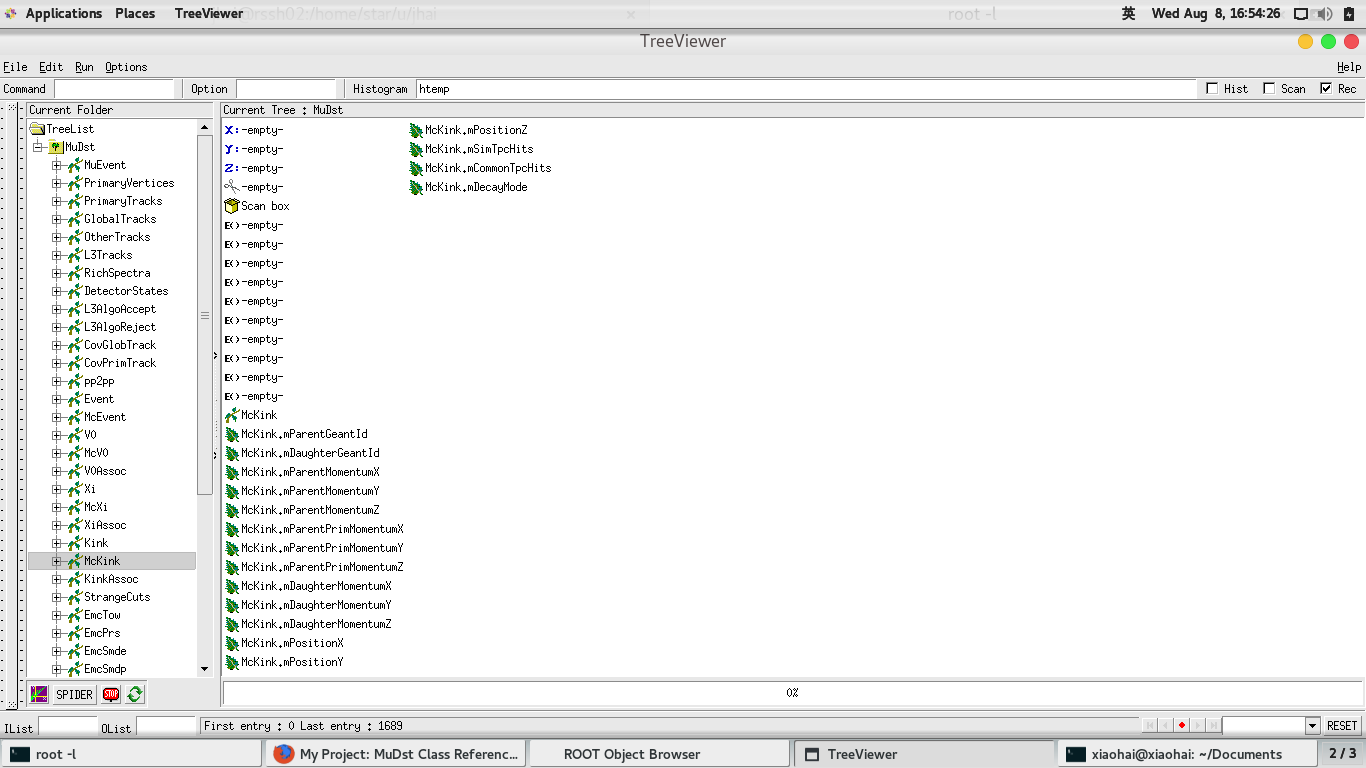 Applications Places TreeViewer @rssh02:/home/star/u/jhai × root -l 英 Wed Aug 8, 16:54:26
TreeViewer
File Edit Run Options Help
Command Option Histogram htemp Hist Scan Rec
Current Folder
TreeList
MuDst
MuEvent
PrimaryVertices
PrimaryTracks
GlobalTracks
OtherTracks
L3Tracks
RichSpectra
DetectorStates
L3AlgoAccept
L3AlgoReject
CovGlobTrack
CovPrimTrack
pp2pp
Event
McEvent
V0
McV0
V0Assoc
Xi
McXi
XiAssoc
Kink
McKink
KinkAssoc
StrangeCuts
EmcTow
EmcPrs
EmcSmde
EmcSmdp
Current Tree : MuDst
X: -empty-
Y: -empty-
Z: -empty-
-empty-
Scan box
E() -empty-
E() -empty-
E() -empty-
E() -empty-
E() -empty-
E() -empty-
E() -empty-
E() -empty-
E() -empty-
E() -empty-
McKink
McKink.mParentGeantId
McKink.mDaughterGeantId
McKink.mParentMomentumX
McKink.mParentMomentumY
McKink.mParentMomentumZ
McKink.mParentPrimMomentumX
McKink.mParentPrimMomentumY
McKink.mParentPrimMomentumZ
McKink.mDaughterMomentumX
McKink.mDaughterMomentumY
McKink.mDaughterMomentumZ
McKink.mPositionX
McKink.mPositionY
McKink.mPositionZ
McKink.mSimTpcHits
McKink.mCommonTpcHits
McKink.mDecayMode
SPIDER STOP 0%
IList OList First entry : 0 Last entry : 1689 RESET
root -l My Project: MuDst Class Referenc... ROOT Object Browser TreeViewer xiaohai@xiaohai: ~/Documents 2 / 3